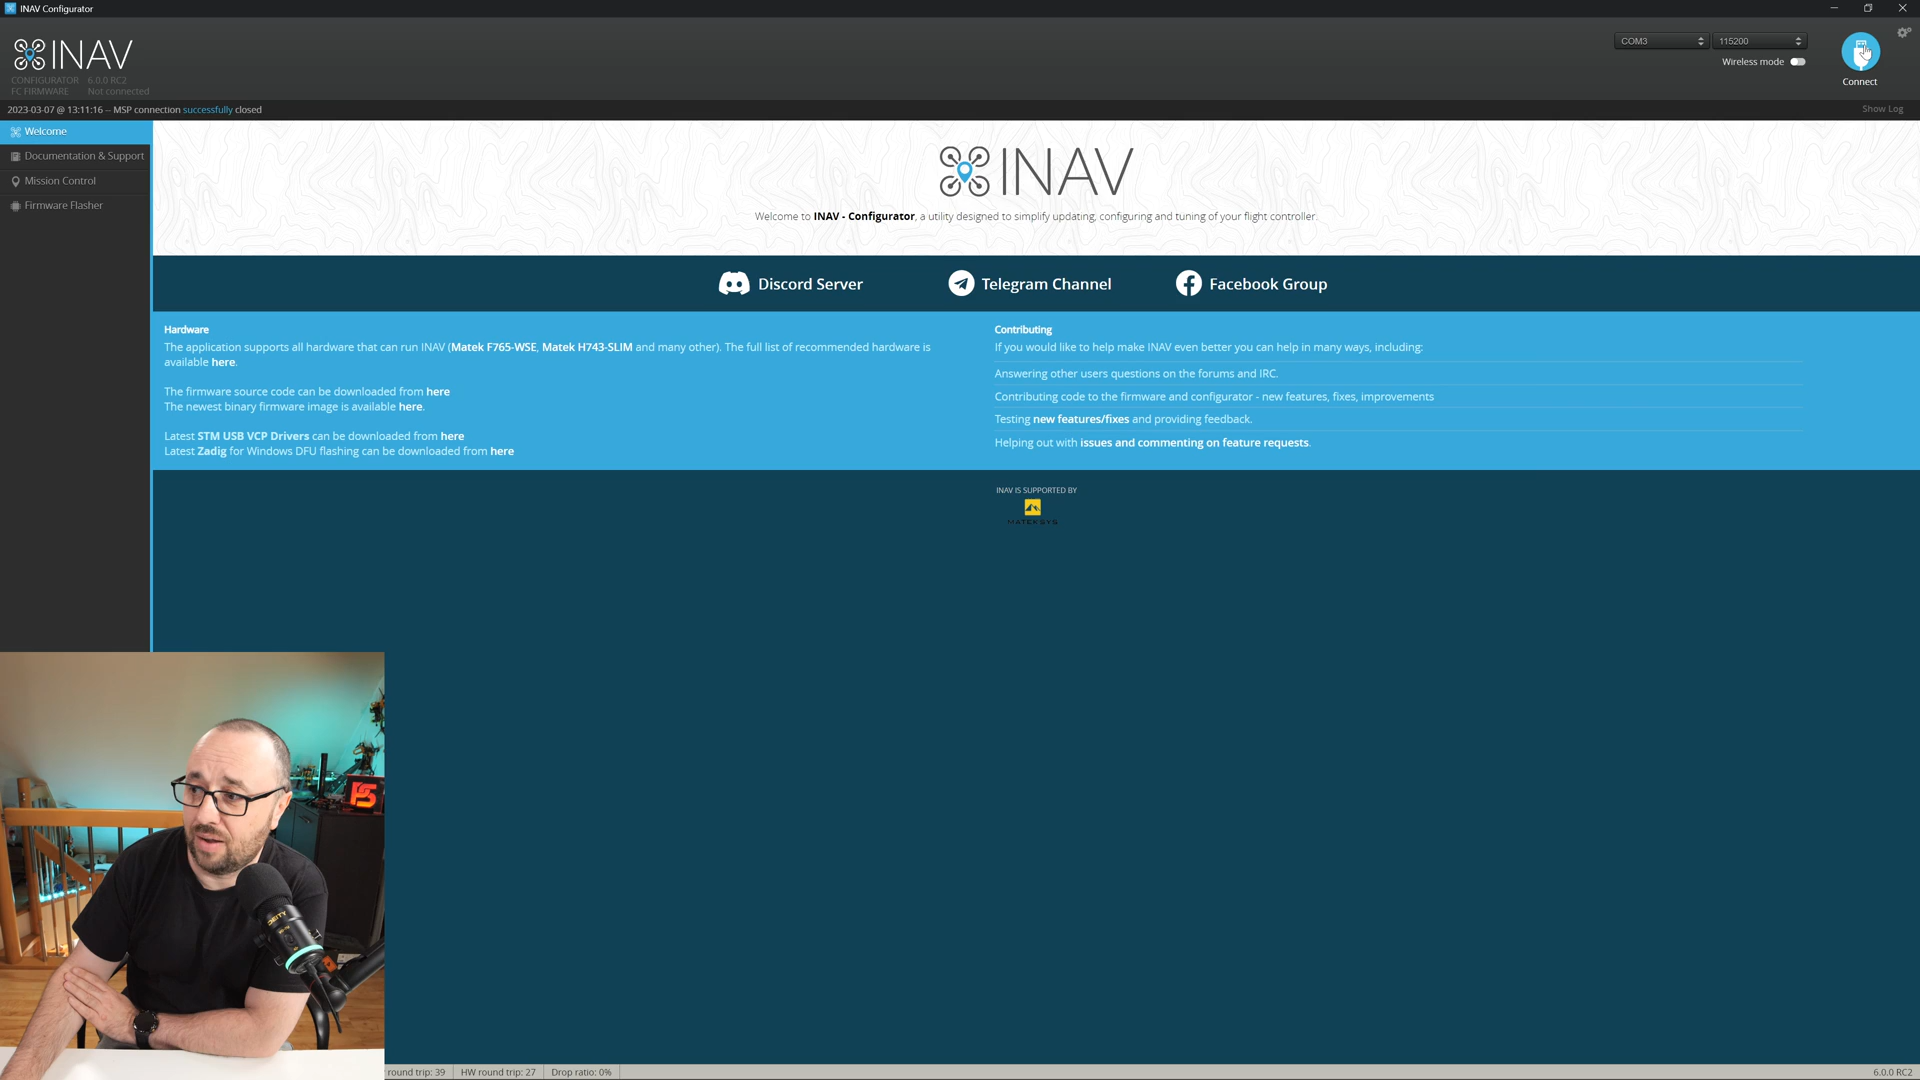 INAV Configurator
INAV
CONFIGURATOR 6.0.0 RC2
FC FIRMWARE Not connected
COM3
115200
Wireless mode
Connect
2023-03-07 @ 13:11:16 -- MSP connection successfully closed
Show Log
Welcome
Documentation & Support
Mission Control
Firmware Flasher
INAV
Welcome to INAV - Configurator, a utility designed to simplify updating, configuring and tuning of your flight controller.
Discord Server
Telegram Channel
Facebook Group
Hardware
The application supports all hardware that can run INAV (Matek F765-WSE, Matek H743-SLIM and many other). The full list of recommended hardware is
available here.
The firmware source code can be downloaded from here
The newest binary firmware image is available here.
Latest STM USB VCP Drivers can be downloaded from here
Latest Zadig for Windows DFU flashing can be downloaded from here
Contributing
If you would like to help make INAV even better you can help in many ways, including:
Answering other users questions on the forums and IRC.
Contributing code to the firmware and configurator - new features, fixes, improvements
Testing new features/fixes and providing feedback.
Helping out with issues and commenting on feature requests.
INAV IS SUPPORTED BY
MATEKSYS
DEITY
round trip: 39
HW round trip: 27
Drop ratio: 0%
6.0.0 RC2